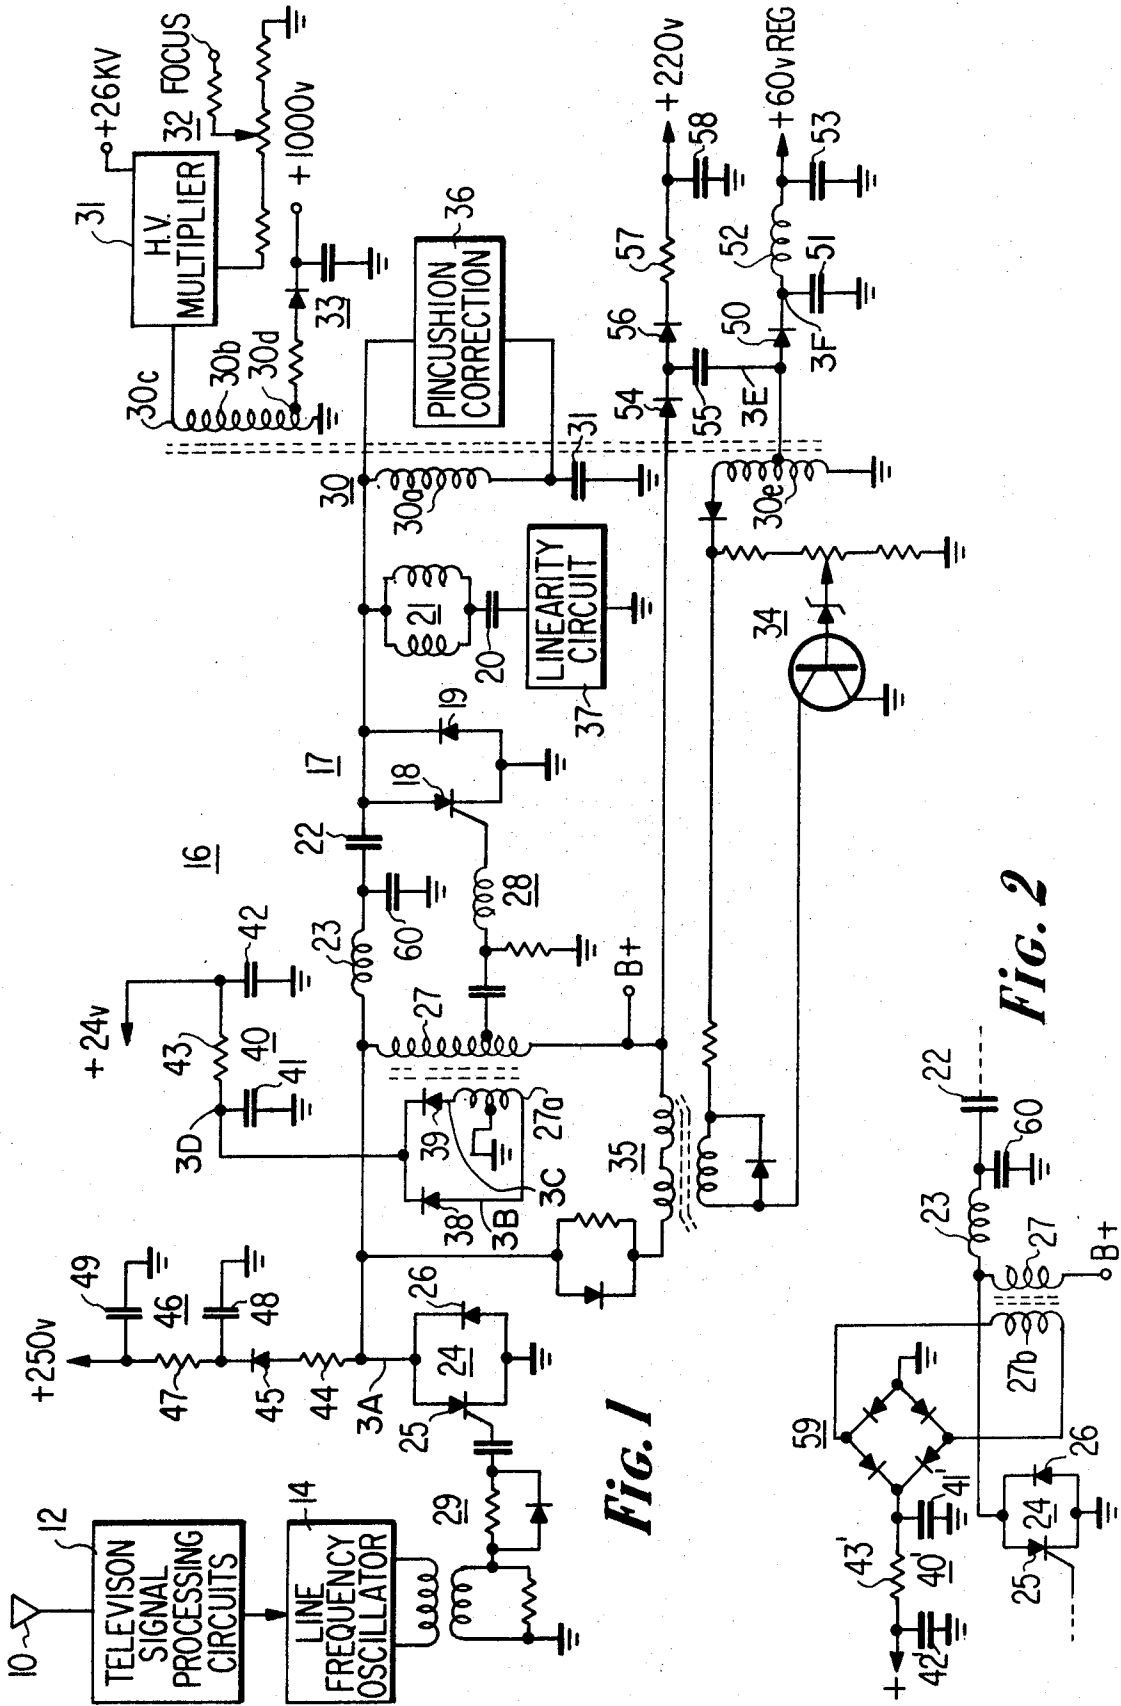 10
12
TELEVISON
SIGNAL
PROCESSING
CIRCUITS
14
LINE
FREQUENCY
OSCILLATOR
29
+250v
49
46
47
48
45
44
3A
25
24
26
3D
+24v
43
40
41
42
16
39
27a
3C
38
3B
35
27
B+
23
60
28
22
17
18
19
21
20
LINEARITY
CIRCUIT
37
30
30a
31
PINCUSHION
CORRECTION
36
30c
30b
30d
31
H.V.
MULTIPLIER
+26KV
32 FOCUS
+1000v
33
54
56
57
58
+220v
55
3E
50
3F
51
52
53
+60v REG
30e
34
Fig. 1
+
42'
43'
40'
41'
59
27b
27
B+
23
60
22
25
24
26
Fig. 2